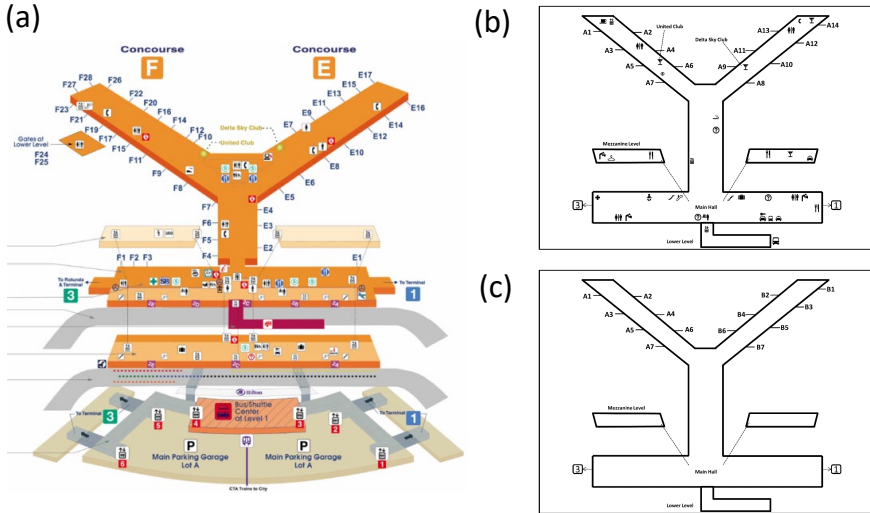 (a)
Concourse
F
Concourse
E
F28
F27
F26
F23
F22
F21
F20
F19
F16
F17
F14
F15
F12
F11
F10
F9
F8
F7
F6
F5
F4
Gates at
Lower Level
F24
F25
Delta Sky Club
United Club
E17
E15
E16
E13
E11
E14
E9
E12
E7
E10
E8
E6
E5
E4
E3
E2
F1
F2
F3
E1
To Rotunda
& Terminal
3
To Terminal
1
Hilton
To Terminal
3
Bus/Shuttle
Center
at Level 1
To Terminal
1
5
4
3
2
6
1
P
P
Main Parking Garage
Lot A
Main Parking Garage
Lot A
CTA Trains to City
(b)
A1
A2
A3
A4
A5
A6
A7
United Club
Delta Sky Club
A14
A13
A12
A11
A10
A9
A8
Mezzanine Level
3
Main Hall
1
Lower Level
(c)
A1
A2
A3
A4
A5
A6
A7
B1
B2
B3
B4
B5
B6
B7
Mezzanine Level
3
Main Hall
1
Lower Level